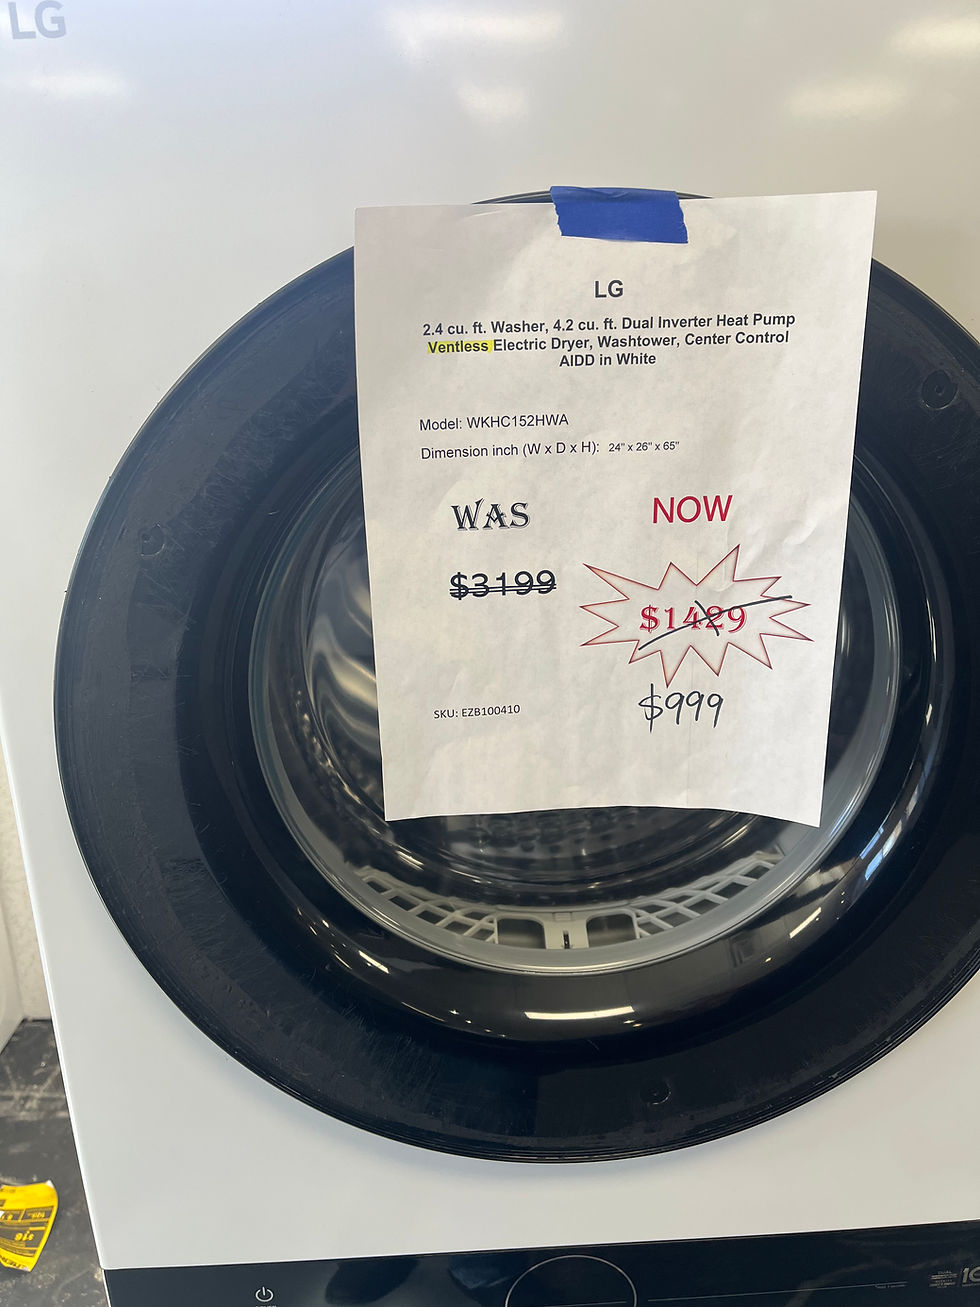 LG
LG
2.4 cu. ft. Washer, 4.2 cu. ft. Dual Inverter Heat Pump
Ventless Electric Dryer, Washtower, Center Control
AIDD in White
Model: WKHC152HWA
Dimension inch (W x D x H): 24" x 26" x 65"
WAS
NOW
$3199
$1429
$999
SKU: EZB100410